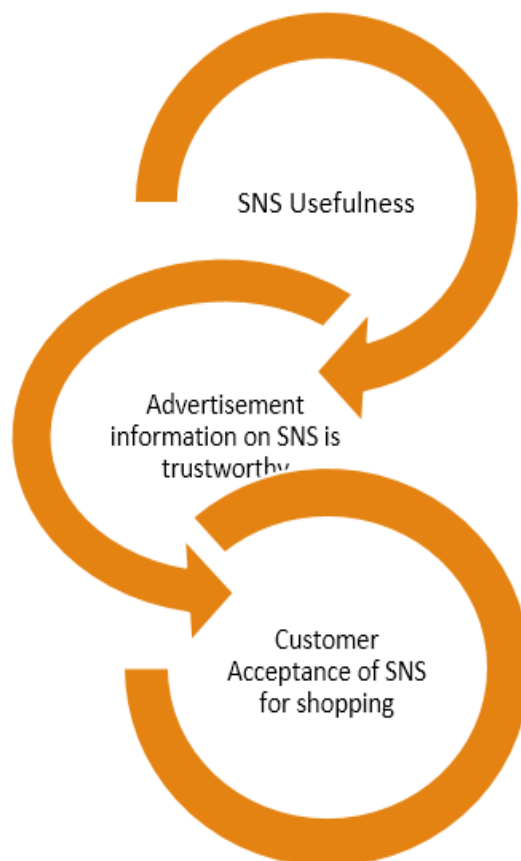 SNS Usefulness
Advertisement
information on SNS is
trustworthy
Customer
Acceptance of SNS
for shopping